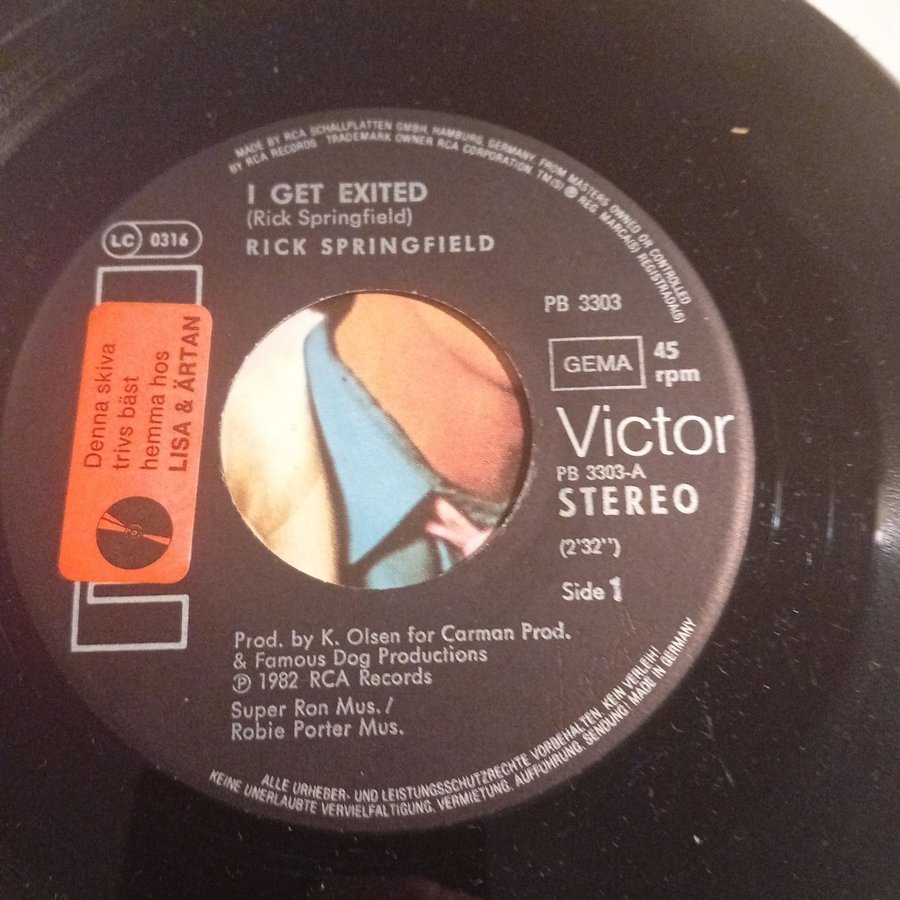 MADE BY RCA SCHALLPLATTEN GMBH, HAMBURG, GERMANY, FROM MASTERS OWNED OR CONTROLLED
BY RCA RECORDS TRADEMARK OWNER RCA CORPORATION. TM(S) ® REG. MARCA(S) REGISTRADA(S)
I GET EXITED
(Rick Springfield)
RICK SPRINGFIELD
LC 0316
PB 3303
GEMA
45
rpm
Victor
PB 3303-A
STEREO
(2'32'')
Side 1
Denna skiva
trivs bäst
hemma hos
LISA & ÄRTAN
Prod. by K. Olsen for Carman Prod.
& Famous Dog Productions
℗ 1982 RCA Records
Super Ron Mus./
Robie Porter Mus.
ALLE URHEBER- UND LEISTUNGSSCHUTZRECHTE VORBEHALTEN. KEIN VERLEIH!
KEINE UNERLAUBTE VERVIELFÄLTIGUNG, VERMIETUNG, AUFFÜHRUNG, SENDUNG! MADE IN GERMANY